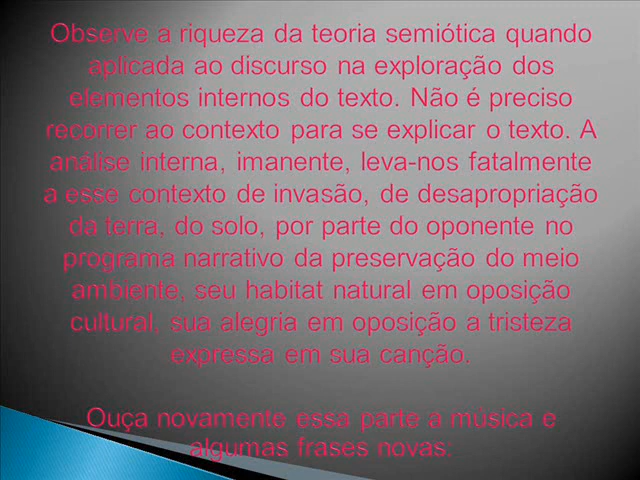 Observe a riqueza da teoria semiótica quando
aplicada ao discurso na exploração dos
elementos internos do texto. Não é preciso
recorrer ao contexto para se explicar o texto. A
análise interna, imanente, leva-nos fatalmente
a esse contexto de invasão, de desapropriação
da terra, do solo, por parte do oponente no
programa narrativo da preservação do meio
ambiente, seu habitat natural em oposição
cultural, sua alegria em oposição a tristeza
expressa em sua canção.
Ouça novamente essa parte a música e
algumas frases novas: